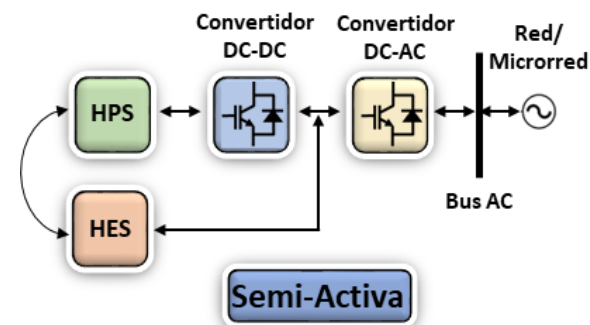 Convertidor
DC-DC
Convertidor
DC-AC
Red/
Microrred
HPS
HES
Bus AC
Semi-Activa